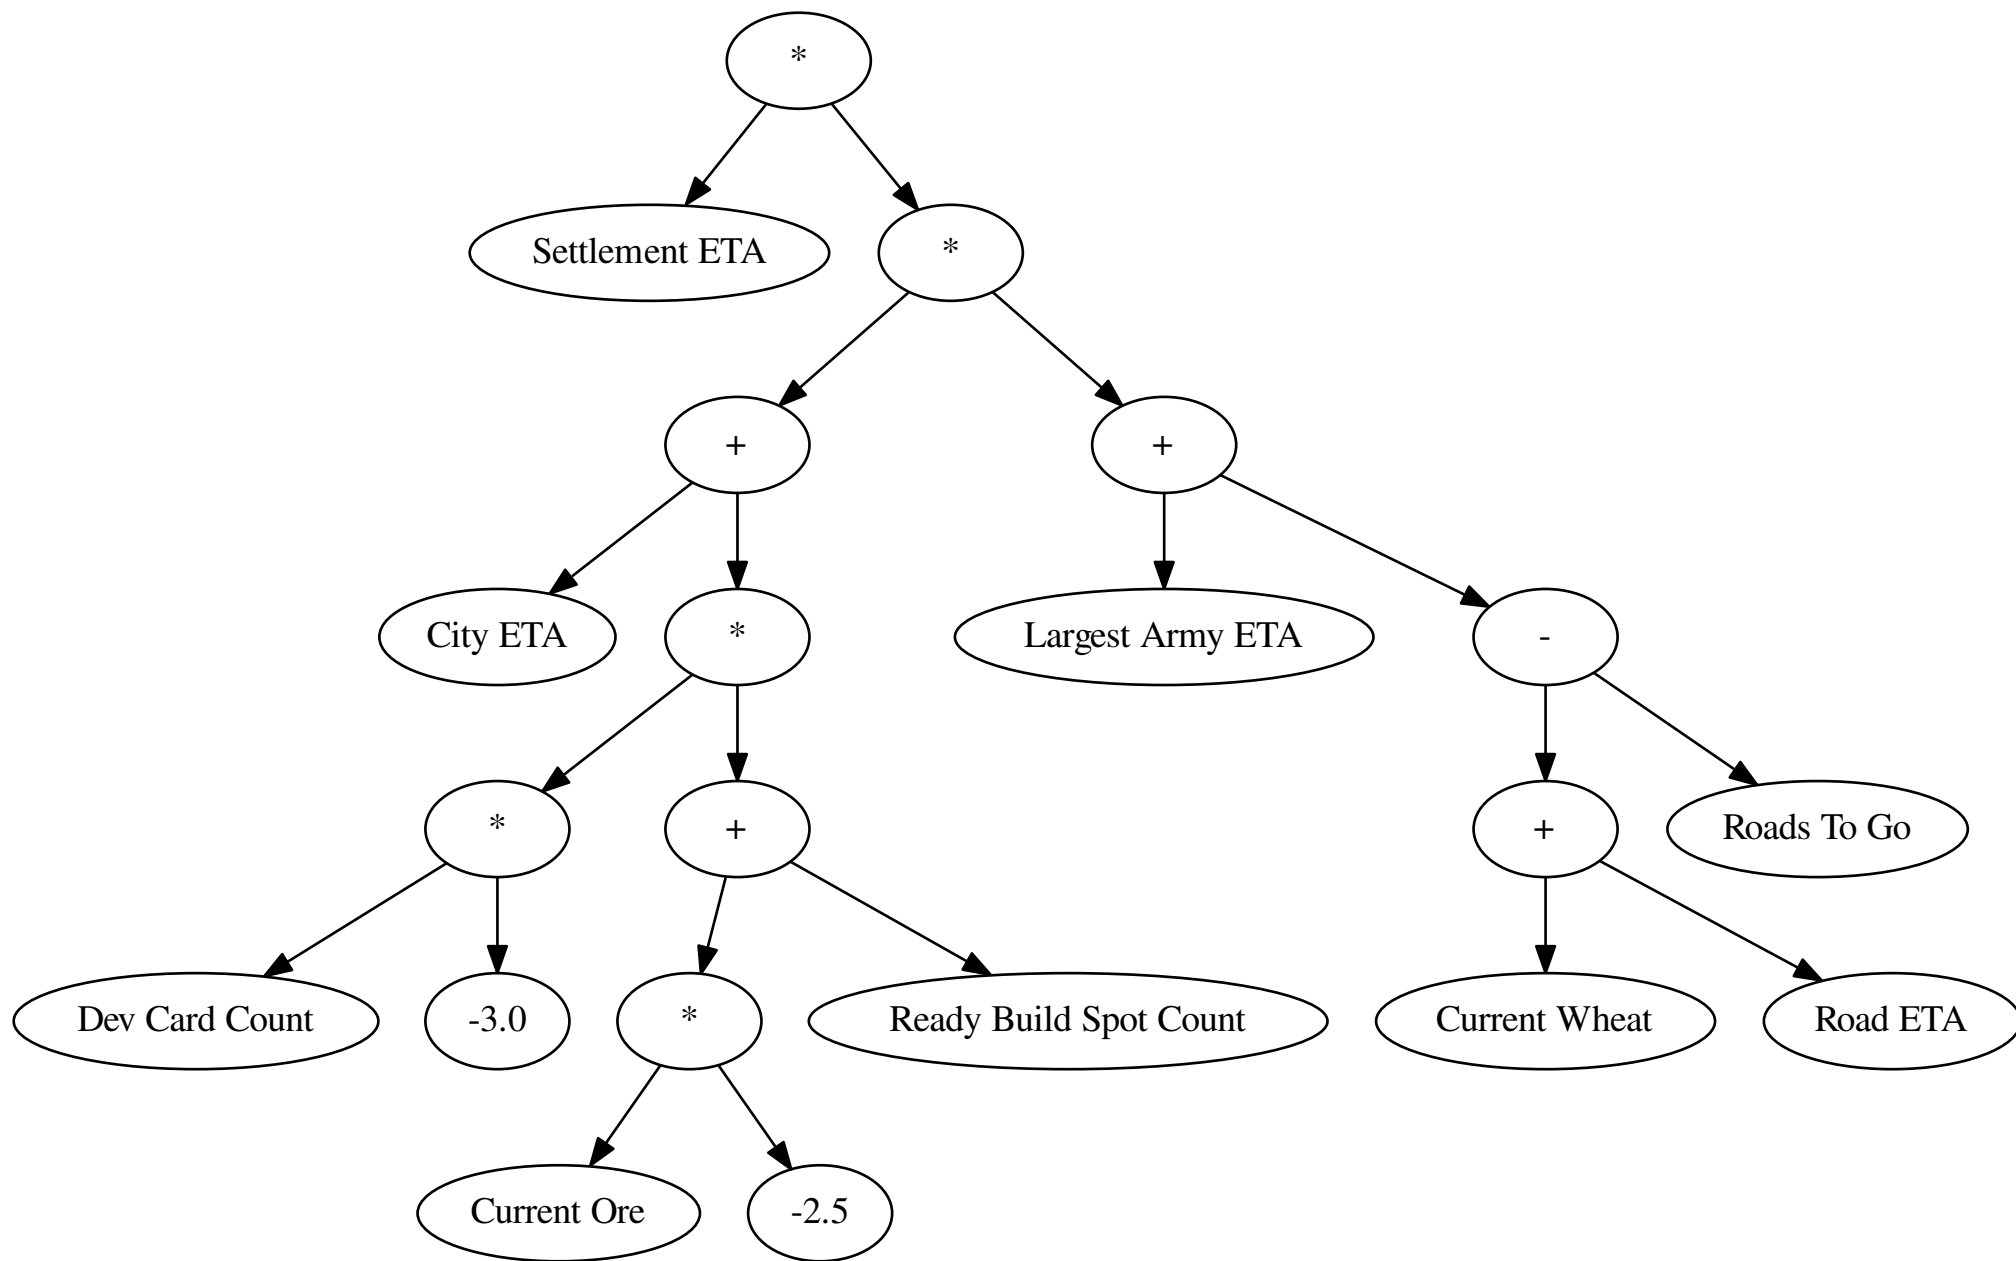 *
Settlement ETA
*
+
+
City ETA
*
Largest Army ETA
-
*
+
+
Roads To Go
Dev Card Count
-3.0
*
Ready Build Spot Count
Current Wheat
Road ETA
Current Ore
-2.5